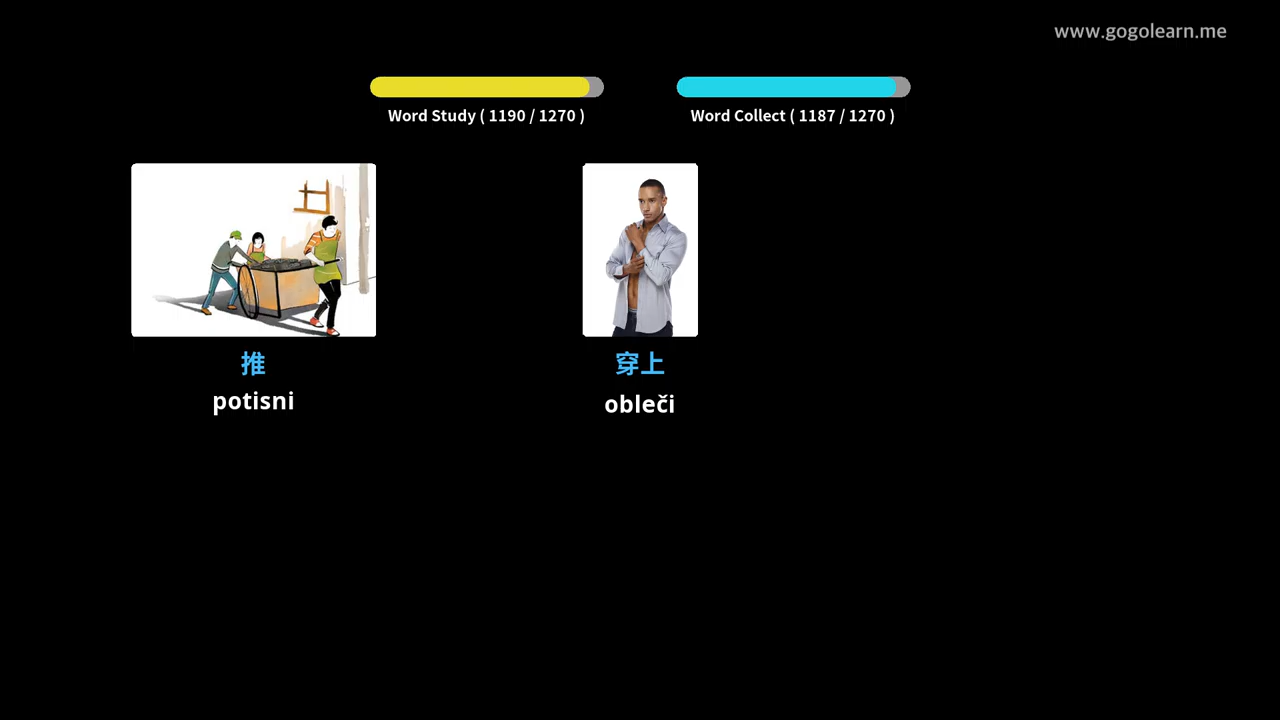 www.gogolearn.me
Word Study ( 1190 / 1270 )
Word Collect ( 1187 / 1270 )
推
potisni
穿上
obleči